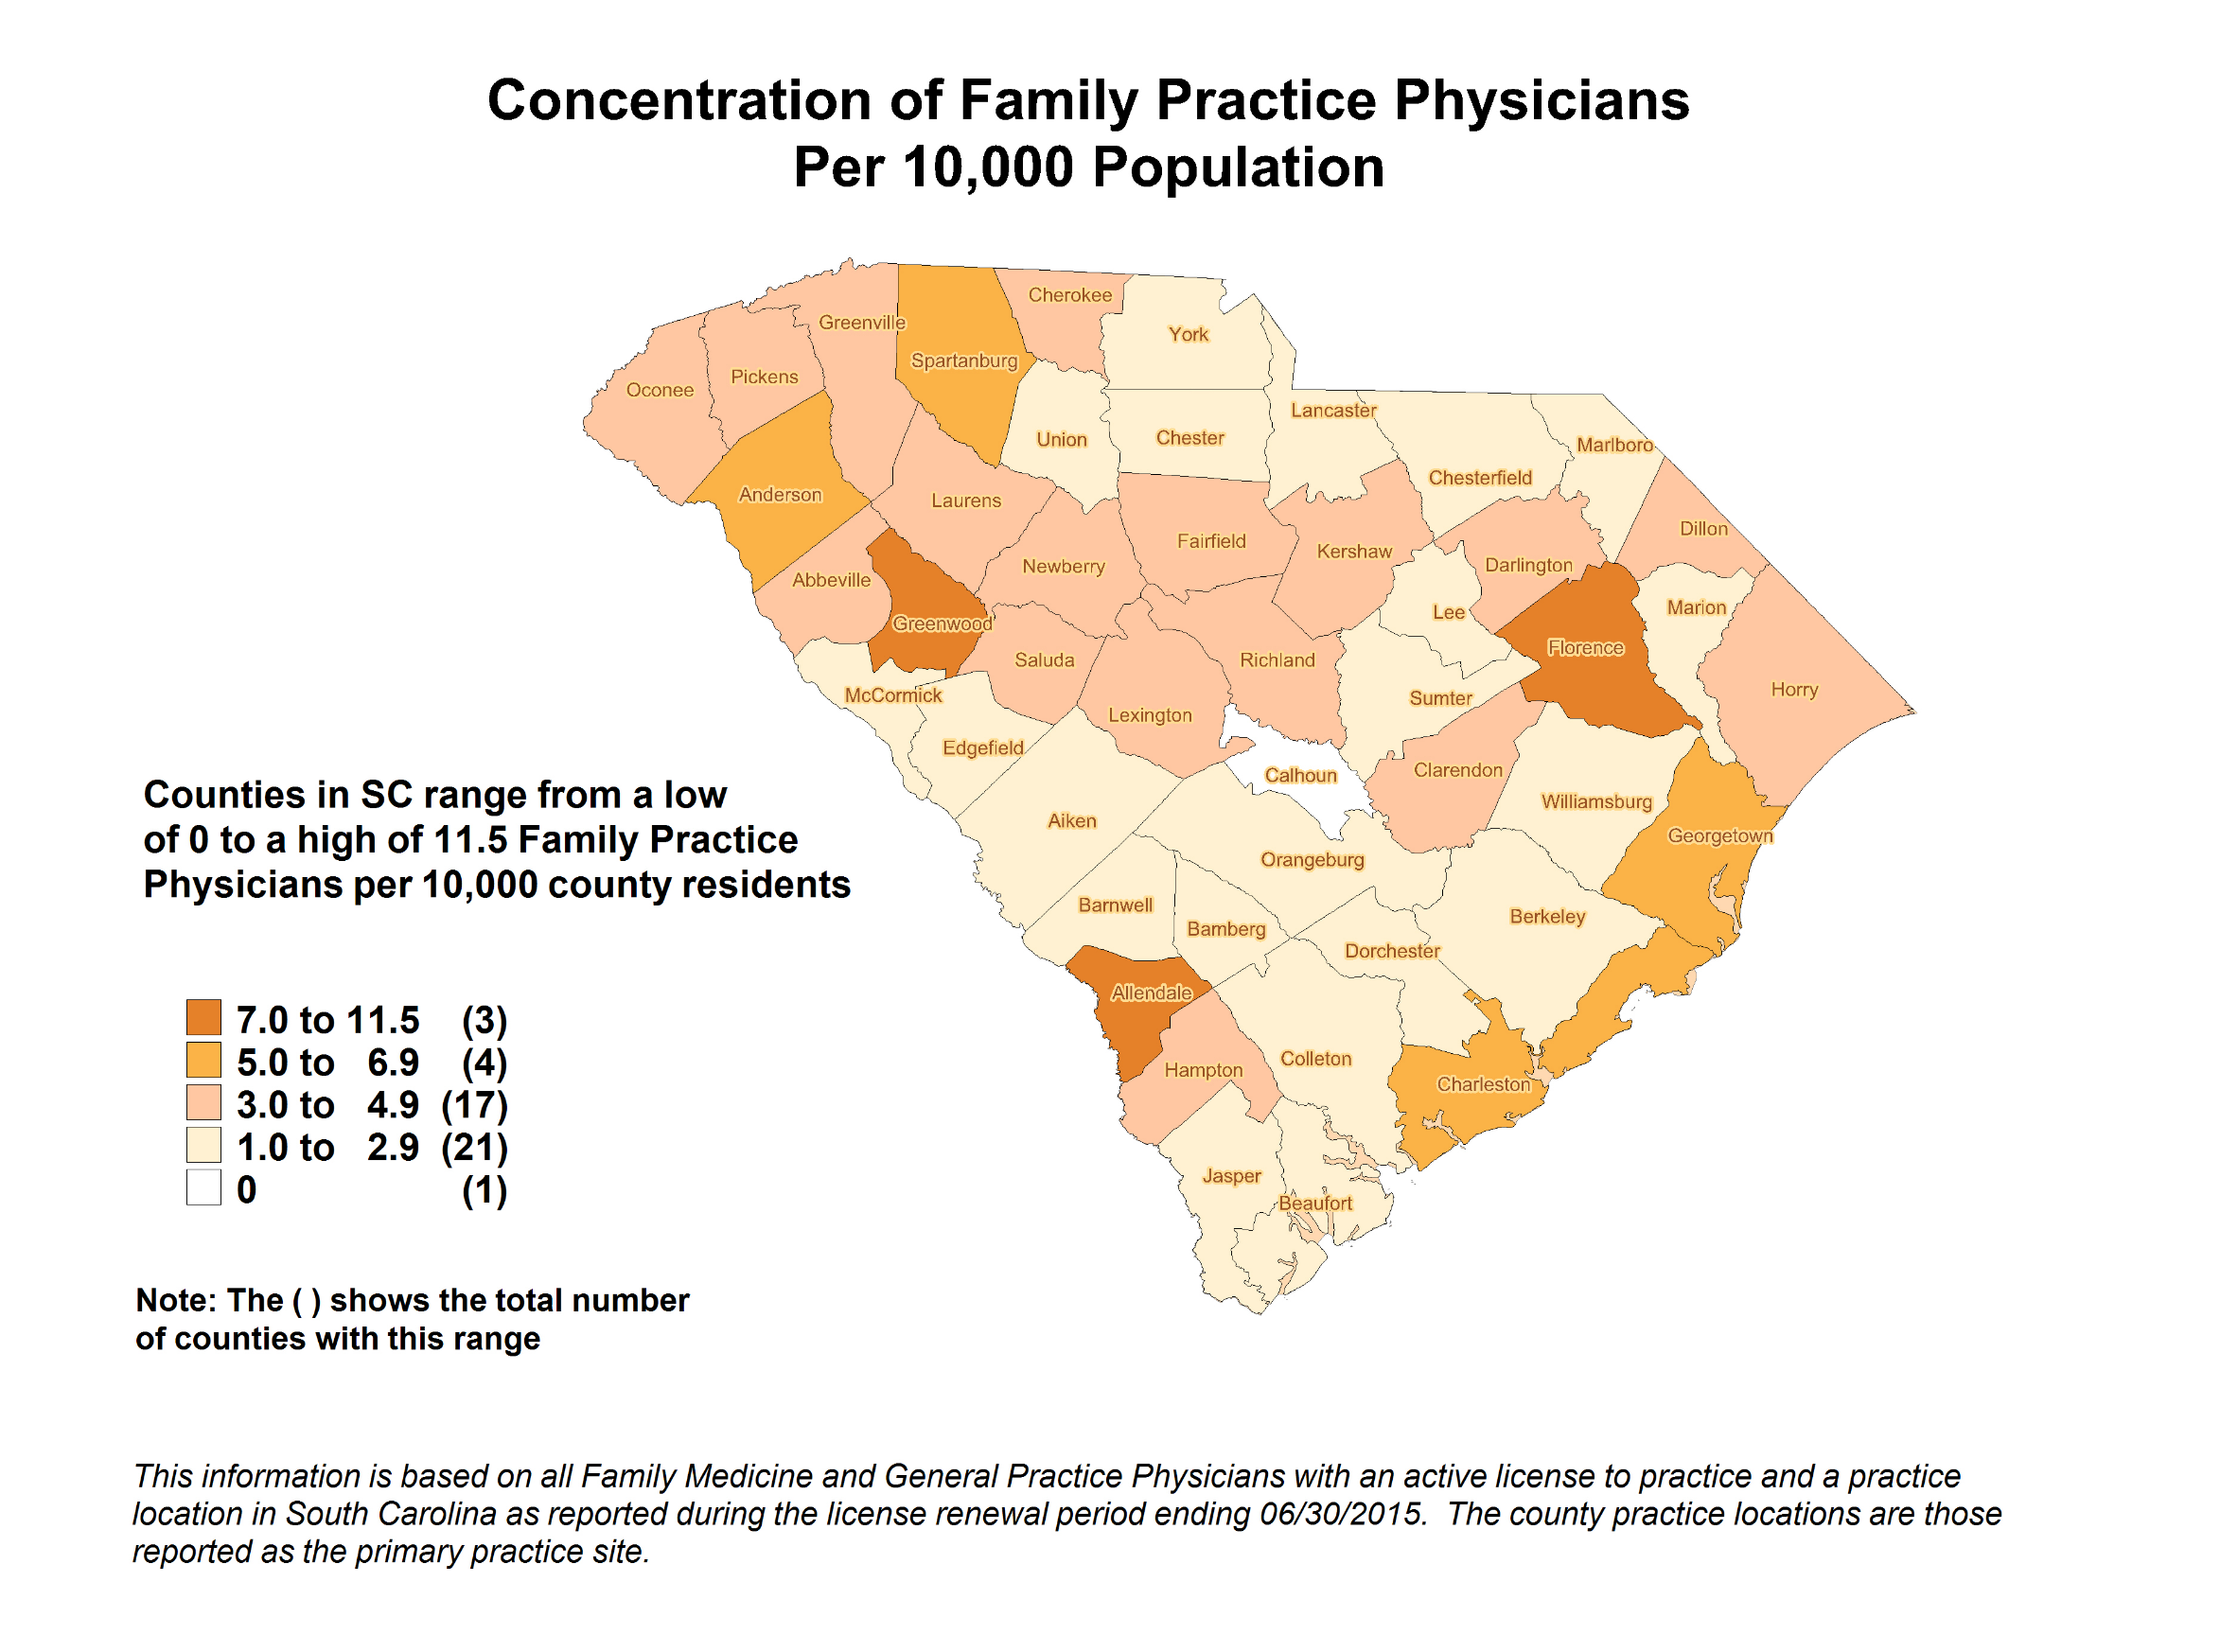 Concentration of Family Practice Physicians
Per 10,000 Population
Cherokee
Greenville
York
Spartanburg
Pickens
Oconee
Lancaster
Union
Chester
Marlboro
Chesterfield
Anderson
Laurens
Dillon
Fairfield
Kershaw
Newberry
Darlington
Abbeville
Marion
Lee
Greenwood
Florence
Saluda
Richland
Horry
McCormick
Sumter
Lexington
Edgefield
Clarendon
Calhoun
Williamsburg
Aiken
Georgetown
Orangeburg
Barnwell
Berkeley
Bamberg
Dorchester
Allendale
Colleton
Hampton
Charleston
Jasper
Beaufort
Counties in SC range from a low
of 0 to a high of 11.5 Family Practice
Physicians per 10,000 county residents
7.0 to 11.5 (3)
5.0 to 6.9 (4)
3.0 to 4.9 (17)
1.0 to 2.9 (21)
0 (1)
Note: The ( ) shows the total number
of counties with this range
This information is based on all Family Medicine and General Practice Physicians with an active license to practice and a practice
location in South Carolina as reported during the license renewal period ending 06/30/2015. The county practice locations are those
reported as the primary practice site.